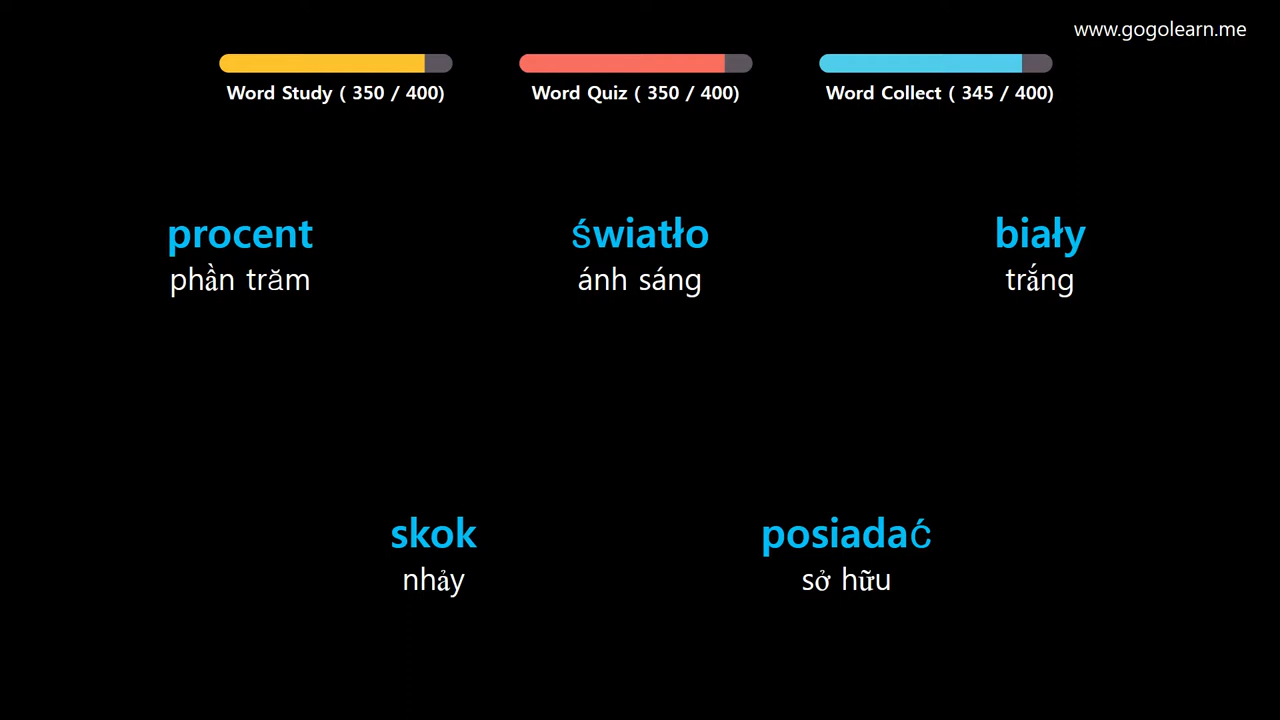 www.gogolearn.me
Word Study ( 350 / 400)
Word Quiz ( 350 / 400)
Word Collect ( 345 / 400)
procent
phần trăm
światło
ánh sáng
biały
trắng
skok
nhảy
posiadać
sở hữu